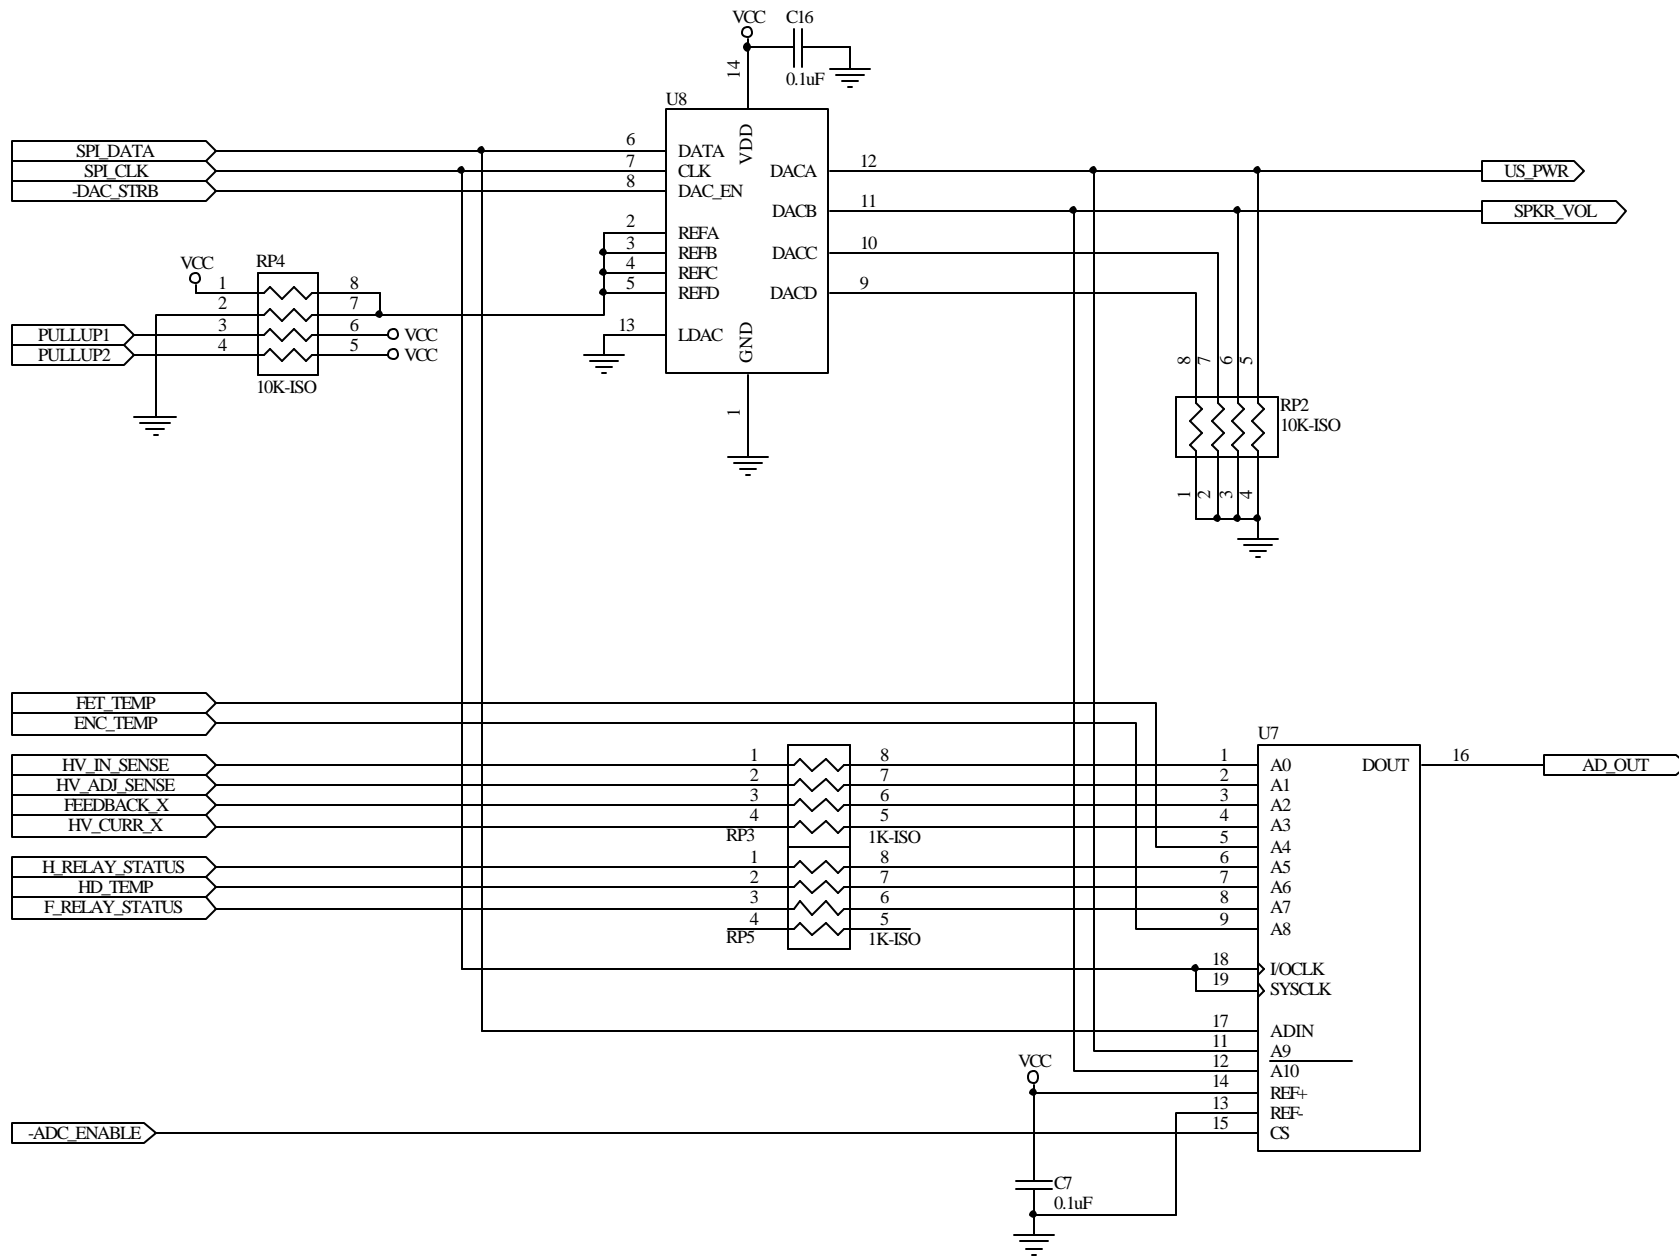 VCC C16
14
0.1uF
U8
SPI_DATA 6 DATA VDD
SPI_CLK 7 CLK DACA 12 US_PWR
-DAC_STRB 8 DAC_EN
DACB 11 SPKR_VOL
2 REFA
3 REFB DACC 10
4 REFC
5 REFD DACD 9
13 LDAC GND
1
VCC RP4
1 8
2 7
PULLUP1 3 6 VCC
PULLUP2 4 5 VCC
10K-ISO
8 7 6 5
RP2
10K-ISO
1 2 3 4
FET_TEMP
ENC_TEMP
U7
HV_IN_SENSE 1 8 1 A0 DOUT 16 AD_OUT
HV_ADJ_SENSE 2 7 2 A1
FEEDBACK_X 3 6 3 A2
HV_CURR_X 4 5 4 A3
RP3 1K-ISO 5 A4
H_RELAY_STATUS 1 8 6 A5
HD_TEMP 2 7 7 A6
F_RELAY_STATUS 3 6 8 A7
4 5 9 A8
RP5 1K-ISO
18 I/OCLK
19 SYSCLK
17 ADIN
11 A9
VCC 12 A10
14 REF+
13 REF-
-ADC_ENABLE 15 CS
C7
0.1uF